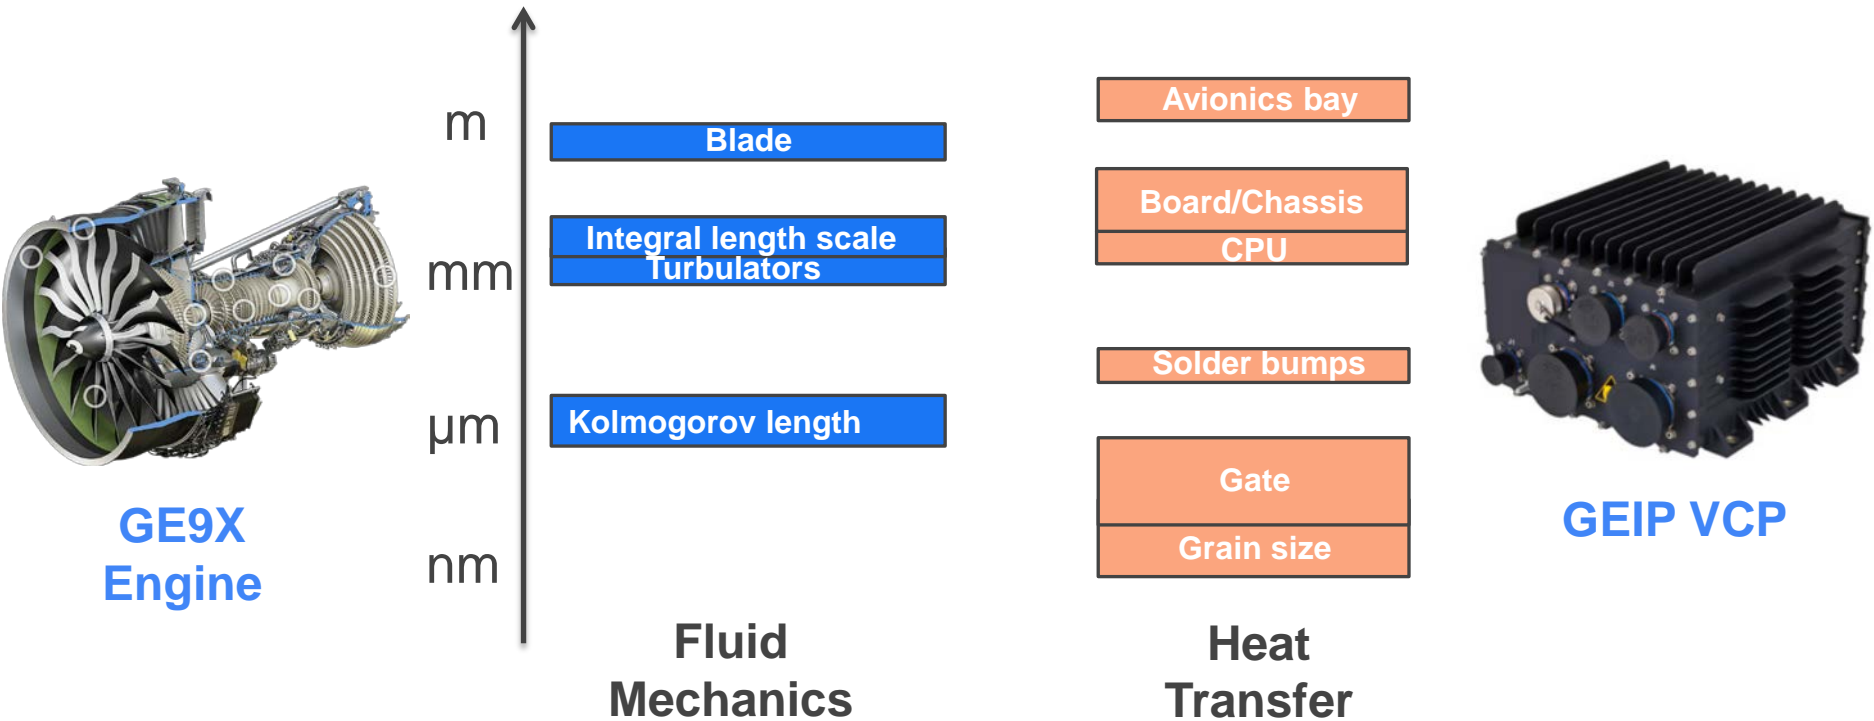 m
mm
μm
nm
Blade
Integral length scale
Turbulators
Kolmogorov length
Avionics bay
Board/Chassis
CPU
Solder bumps
Gate
Grain size
GE9X
Engine
GEIP VCP
Fluid
Mechanics
Heat
Transfer